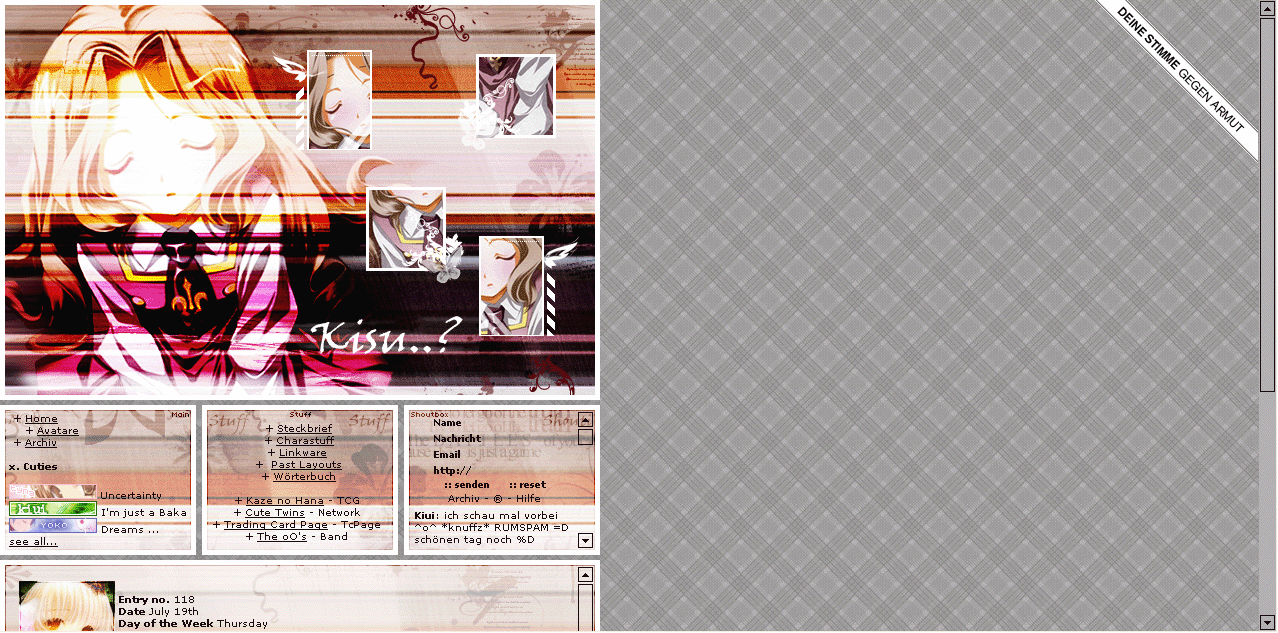 DEINE STIMME GEGEN ARMUT
Kisu..?
Main
+ Home
+ Avatare
+ Archiv
x. Cuties
Uncertainty
kiui I'm just a Baka
YOKO Dreams ...
see all...
Stuff
Stuff Stuff
+ Steckbrief
+ Charastuff
+ Linkware
+ Past Layouts
+ Wörterbuch
+ Kaze no Hana - TCG
+ Cute Twins - Network
+ Trading Card Page - TcPage
+ The oO's - Band
Shoutbox
Name
Nachricht
Email
http://
:: senden :: reset
Archiv - ® - Hilfe
Kiui: ich schau mal vorbei
^o^ *knuffz* RUMSPAM =D
schönen tag noch %D
Entry no. 118
Date July 19th
Day of the Week Thursday